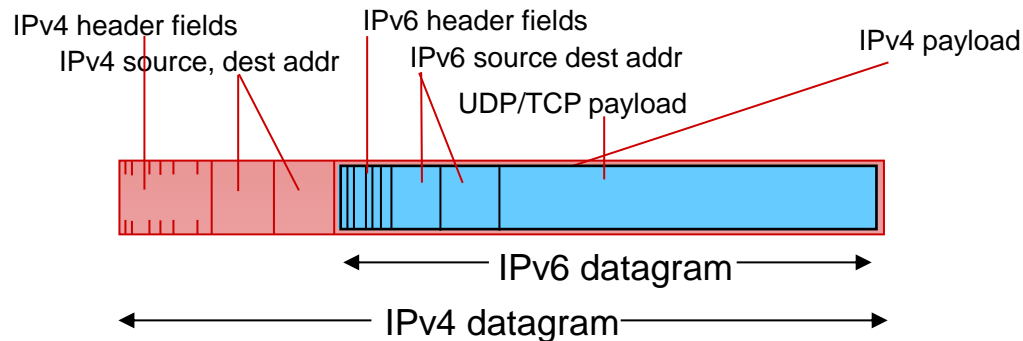 IPv4 header fields
IPv4 source, dest addr
IPv6 header fields
IPv6 source dest addr
UDP/TCP payload
IPv4 payload
IPv6 datagram
IPv4 datagram